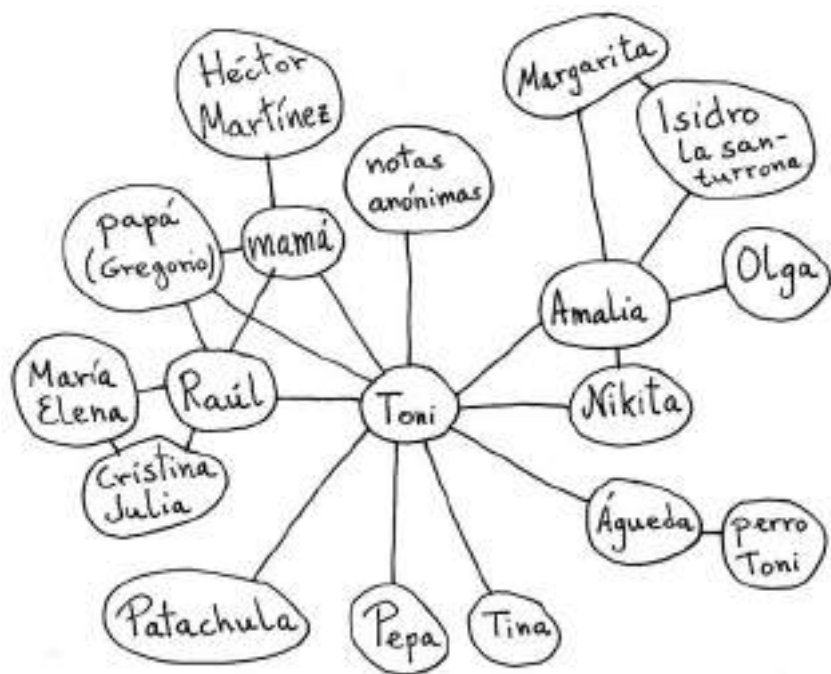 Héctor
Martínez
Margarita
Isidro
La san-
turrona
notas
anónimas
papá
(Gregorio)
mamá
Olga
Amalia
María
Elena
Raúl
Toni
Nikita
Cristina
Julia
Águeda
perro
Toni
Patachula
Pepa
Tina